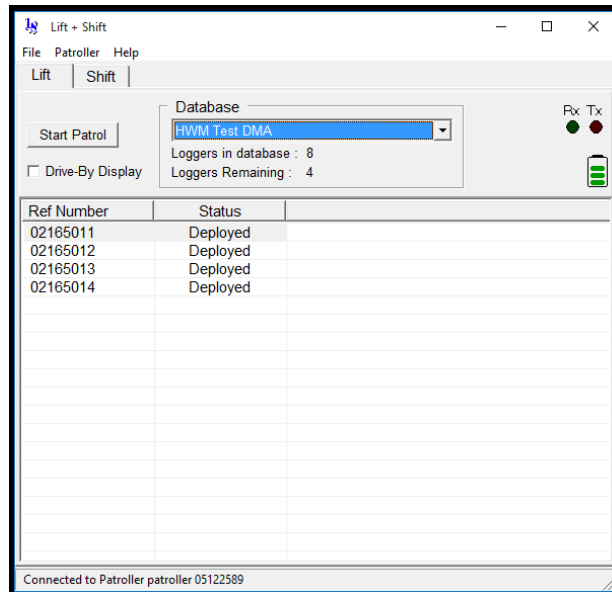 Lift + Shift
File Patroller Help
Lift Shift
Database
Rx Tx
Start Patrol
HWM Test DMA
Loggers in database : 8
Drive-By Display
Loggers Remaining : 4
Ref Number Status
02165011 Deployed
02165012 Deployed
02165013 Deployed
02165014 Deployed
Connected to Patroller patroller 05122589